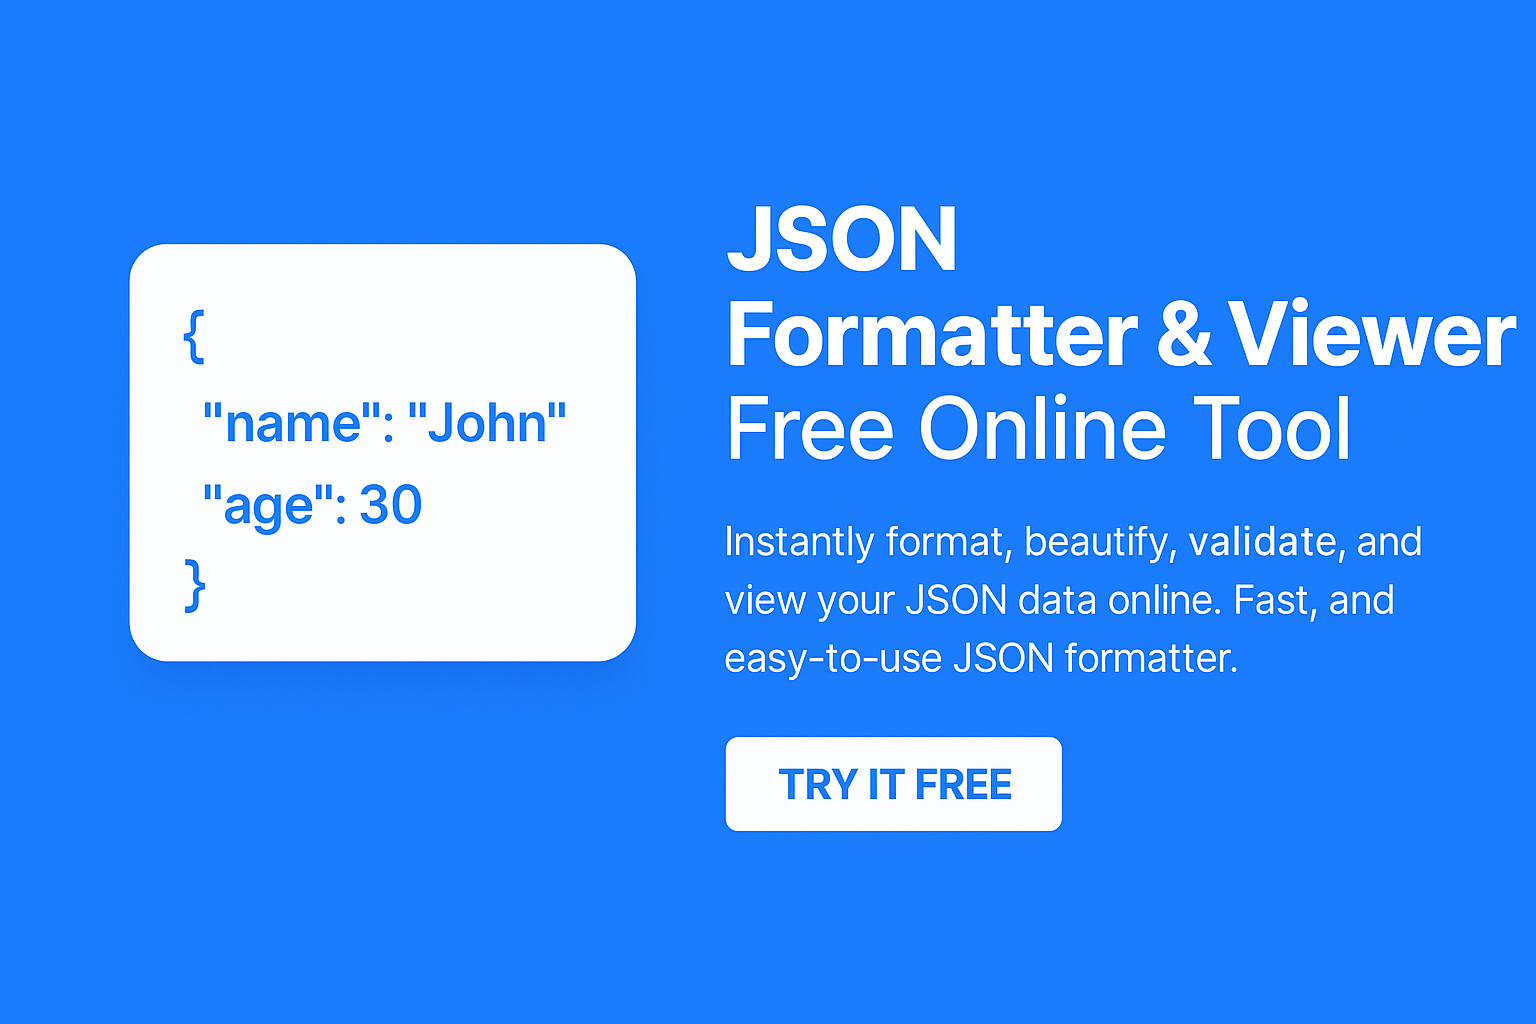 {
"name": "John"
"age": 30
}
JSON
Formatter & Viewer
Free Online Tool
Instantly format, beautify, validate, and
view your JSON data online. Fast, and
easy-to-use JSON formatter.
TRY IT FREE